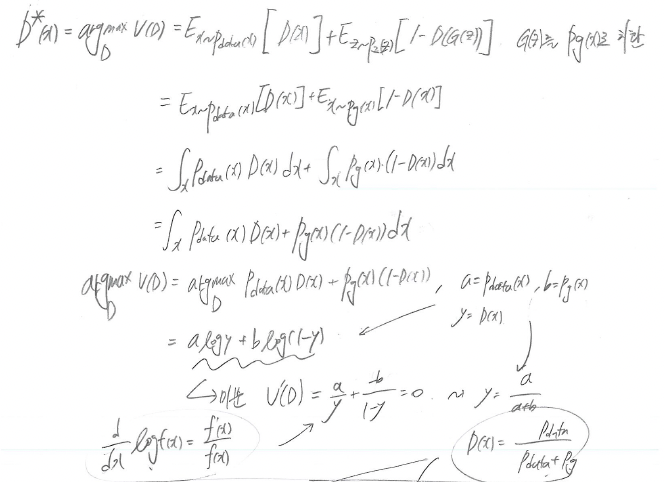 D*(x) = argmax_D V(D) = E_{x~p_data(x)}[D(x)] + E_{z~p_z(z)}[1-D(G(z))] G(z)는 p_g(x)로 치환
= E_{x~p_data(x)}[D(x)] + E_{x~p_g(x)}[1-D(x)]
= ∫_x p_data(x) D(x) dx + ∫_x p_g(x)·(1-D(x)) dx
= ∫_x p_data(x) D(x) + p_g(x)(1-D(x)) dx
argmax_D V(D) = argmax_D p_data(x) D(x) + p_g(x)(1-D(x)), a = p_data(x), b = p_g(x)
y = D(x)
= a log y + b log(1-y)
↳ 미분 V'(D) = a/y + -b/(1-y) = 0 ~> y = a/(a+b)
d/dx log f(x) = f'(x)/f(x)
D(x) = p_data/(p_data + p_g)